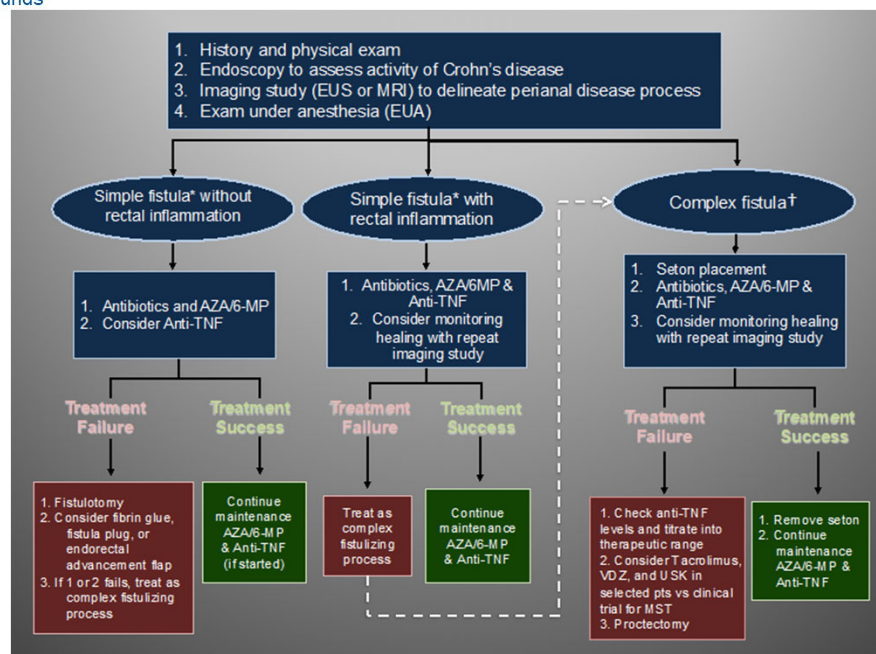 1. History and physical exam
2. Endoscopy to assess activity of Crohn's disease
3. Imaging study (EUS or MRI) to delineate perianal disease process
4. Exam under anesthesia (EUA)
Simple fistula* without
rectal inflammation
Simple fistula* with
rectal inflammation
Complex fistula†
1. Antibiotics and AZA/6-MP
2. Consider Anti-TNF
1. Antibiotics, AZA/6MP &
Anti-TNF
2. Consider monitoring
healing with repeat
imaging study
1. Seton placement
2. Antibiotics, AZA/6-MP &
Anti-TNF
3. Consider monitoring healing
with repeat imaging study
Treatment
Failure
Treatment
Success
Treatment
Failure
Treatment
Success
Treatment
Failure
Treatment
Success
1. Fistulotomy
2. Consider fibrin glue,
fistula plug, or
endorectal
advancement flap
3. If 1 or 2 fails, treat as
complex fistulizing
process
Continue
maintenance
AZA/6-MP
& Anti-TNF
(if started)
Treat as
complex
fistulizing
process
Continue
maintenance
AZA/6-MP
& Anti-TNF
1. Check anti-TNF
levels and titrate into
therapeutic range
2. Consider Tacrolimus,
VDZ, and USK in
selected pts vs clinical
trial for MST
3. Proctectomy
1. Remove seton
2. Continue
maintenance
AZA/6-MP &
Anti-TNF